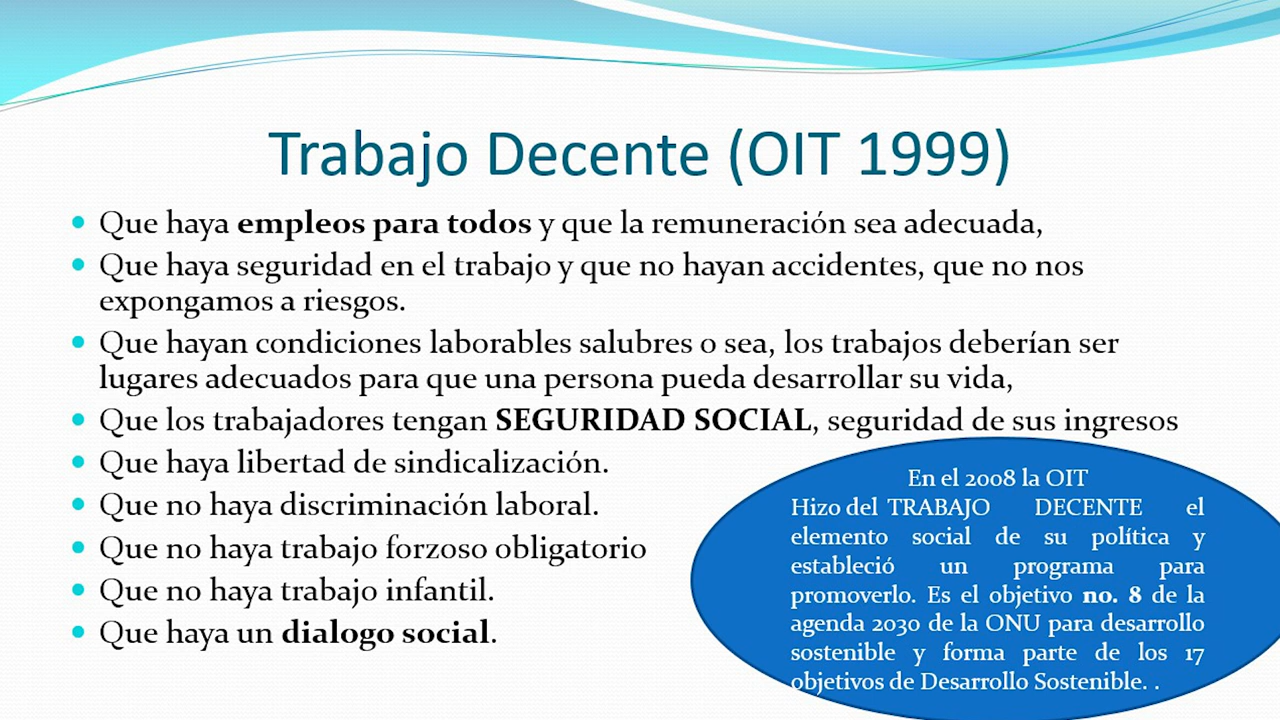 Trabajo Decente (OIT 1999)
• Que haya empleos para todos y que la remuneración sea adecuada,
• Que haya seguridad en el trabajo y que no hayan accidentes, que no nos
expongamos a riesgos.
• Que hayan condiciones laborables salubres o sea, los trabajos deberían ser
lugares adecuados para que una persona pueda desarrollar su vida,
• Que los trabajadores tengan SEGURIDAD SOCIAL, seguridad de sus ingresos
• Que haya libertad de sindicalización.
• Que no haya discriminación laboral.
• Que no haya trabajo forzoso obligatorio
• Que no haya trabajo infantil.
• Que haya un dialogo social.
En el 2008 la OIT
Hizo del TRABAJO DECENTE el
elemento social de su política y
estableció un programa para
promoverlo. Es el objetivo no. 8 de la
agenda 2030 de la ONU para desarrollo
sostenible y forma parte de los 17
objetivos de Desarrollo Sostenible. .